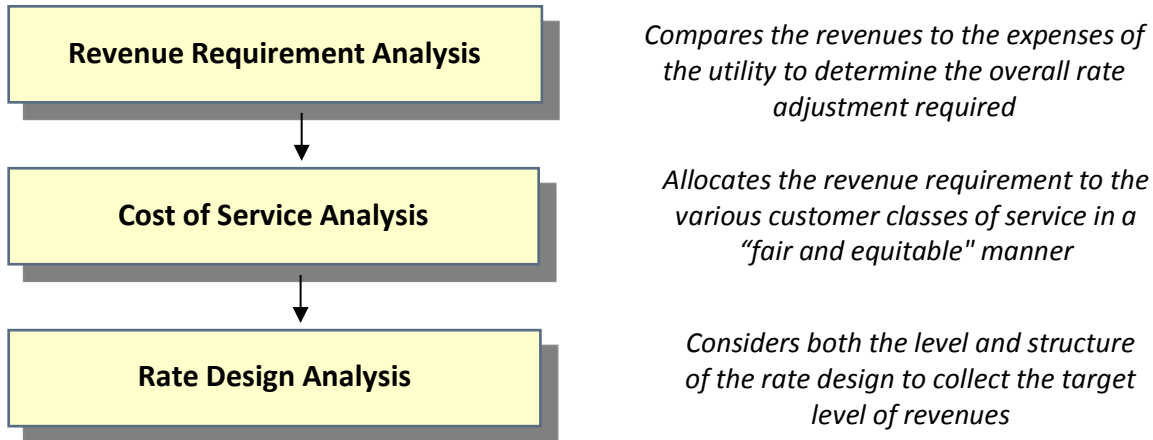 Revenue Requirement Analysis
Compares the revenues to the expenses of
the utility to determine the overall rate
adjustment required
Cost of Service Analysis
Allocates the revenue requirement to the
various customer classes of service in a
“fair and equitable" manner
Rate Design Analysis
Considers both the level and structure
of the rate design to collect the target
level of revenues